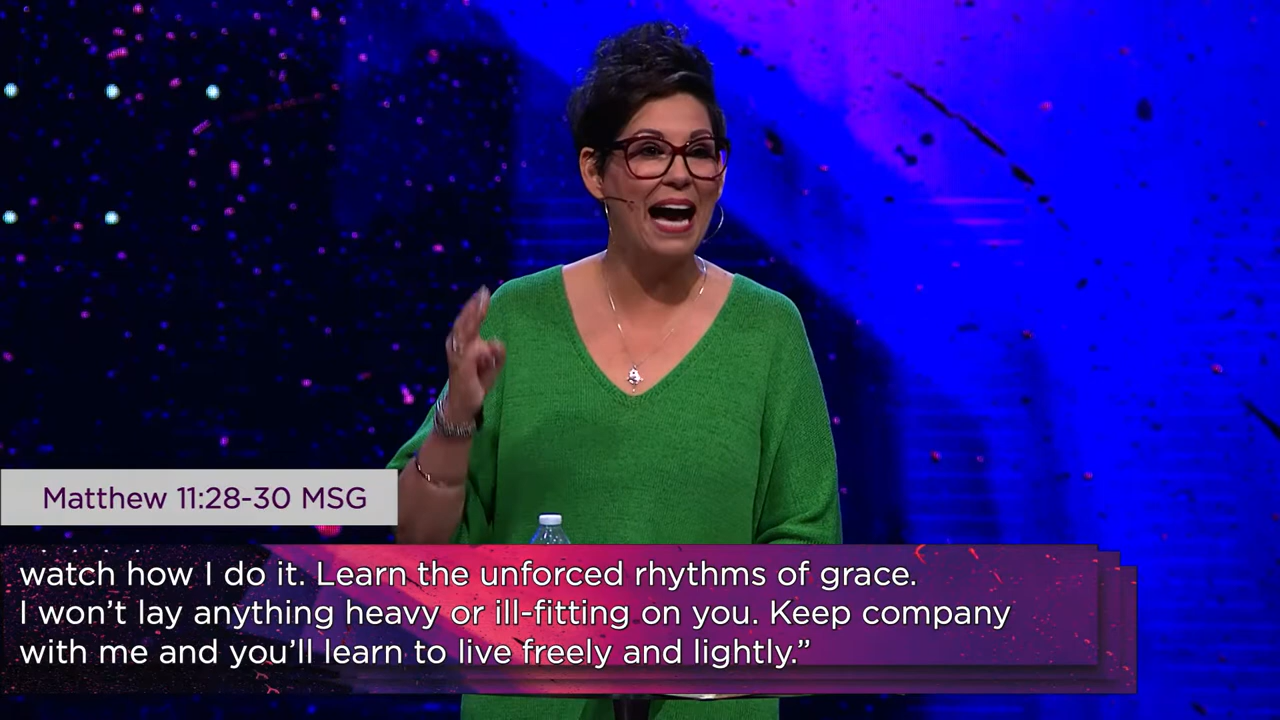 Matthew 11:28-30 MSG
watch how I do it. Learn the unforced rhythms of grace.
I won’t lay anything heavy or ill-fitting on you. Keep company
with me and you’ll learn to live freely and lightly.”